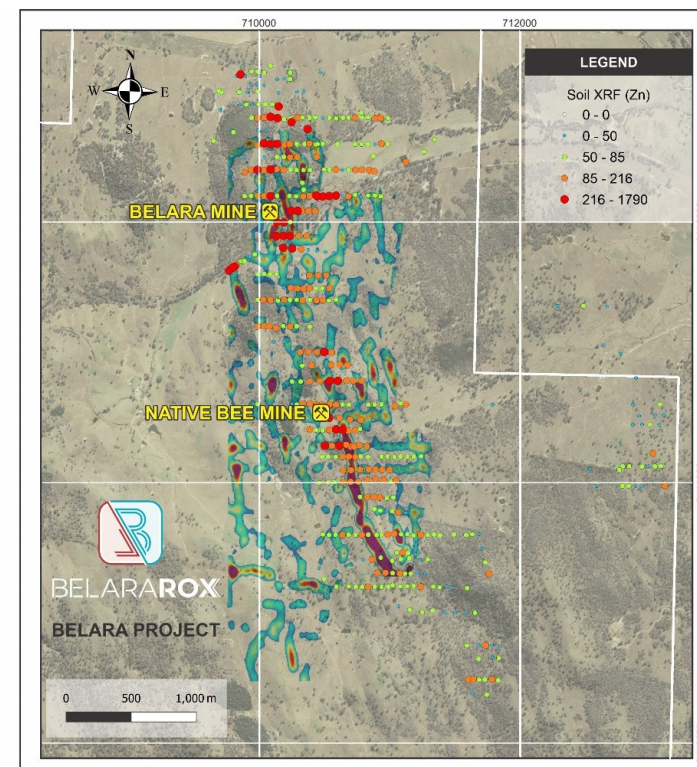 710000 712000
N
W E
S
LEGEND
Soil XRF (Zn)
0 - 0
0 - 50
50 - 85
85 - 216
216 - 1790
BELARA MINE
NATIVE BEE MINE
BELARAROX
BELARA PROJECT
0 500 1,000 m